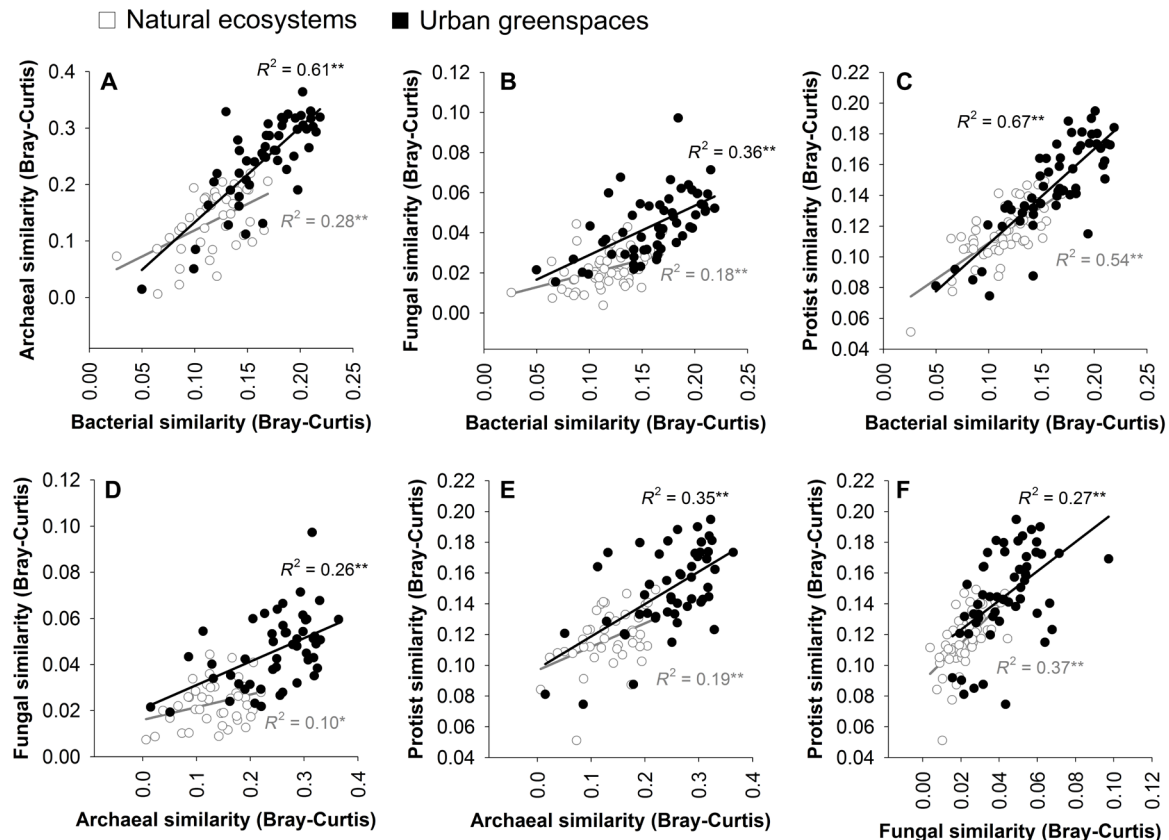 Natural ecosystems Urban greenspaces
A
R² = 0.61**
R² = 0.28**
Archaeal similarity (Bray-Curtis)
0.4
0.3
0.2
0.1
0.0
0.00
0.05
0.10
0.15
0.20
0.25
Bacterial similarity (Bray-Curtis)
B
R² = 0.36**
R² = 0.18**
Fungal similarity (Bray-Curtis)
0.12
0.10
0.08
0.06
0.04
0.02
0.00
0.00
0.05
0.10
0.15
0.20
0.25
Bacterial similarity (Bray-Curtis)
C
R² = 0.67**
R² = 0.54**
Protist similarity (Bray-Curtis)
0.22
0.20
0.18
0.16
0.14
0.12
0.10
0.08
0.06
0.04
0.00
0.05
0.10
0.15
0.20
0.25
Bacterial similarity (Bray-Curtis)
D
R² = 0.26**
R² = 0.10*
Fungal similarity (Bray-Curtis)
0.12
0.10
0.08
0.06
0.04
0.02
0.00
0.0
0.1
0.2
0.3
0.4
Archaeal similarity (Bray-Curtis)
E
R² = 0.35**
R² = 0.19**
Protist similarity (Bray-Curtis)
0.22
0.20
0.18
0.16
0.14
0.12
0.10
0.08
0.06
0.04
0.0
0.1
0.2
0.3
0.4
Archaeal similarity (Bray-Curtis)
F
R² = 0.27**
R² = 0.37**
Protist similarity (Bray-Curtis)
0.22
0.20
0.18
0.16
0.14
0.12
0.10
0.08
0.06
0.04
0.00
0.02
0.04
0.06
0.08
0.10
0.12
Fungal similarity (Bray-Curtis)